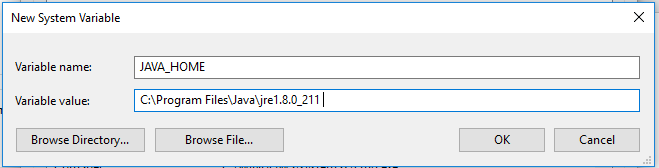 New System Variable
Variable name:
JAVA_HOME
Variable value:
C:\Program Files\Java\jre1.8.0_211
Browse Directory...
Browse File...
OK
Cancel